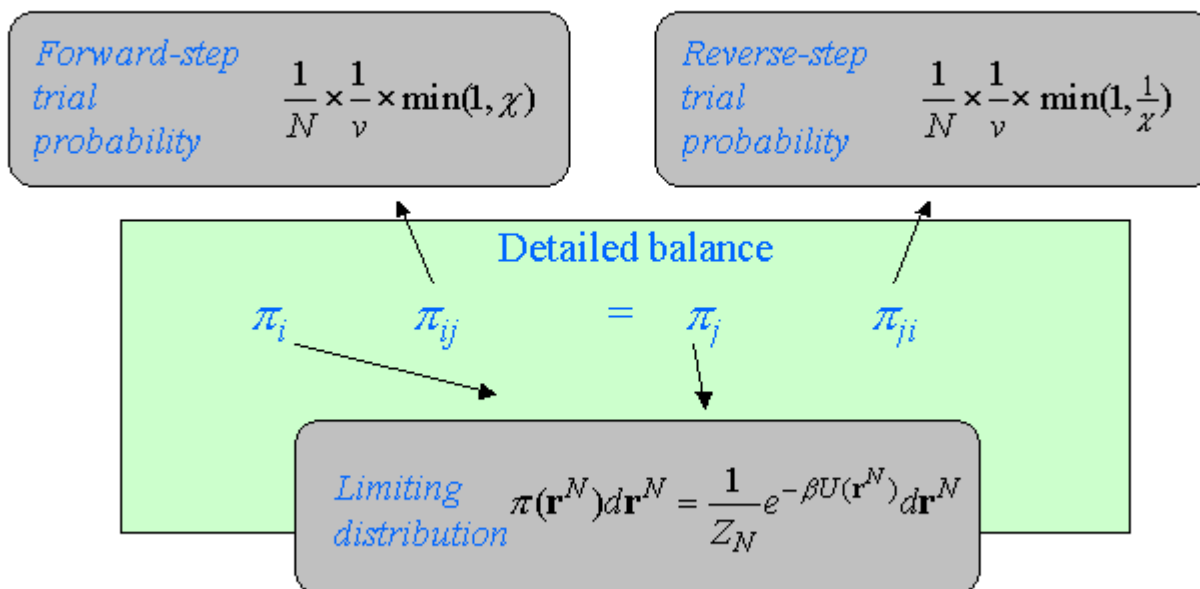 Forward-step
trial
probability
1/N × 1/v × min(1, χ)
Reverse-step
trial
probability
1/N × 1/v × min(1, 1/χ)
Detailed balance
π_i π_ij = π_j π_ji
Limiting
distribution
π(𝐫^N)d𝐫^N = 1/Z_N e^{-βU(𝐫^N)} d𝐫^N